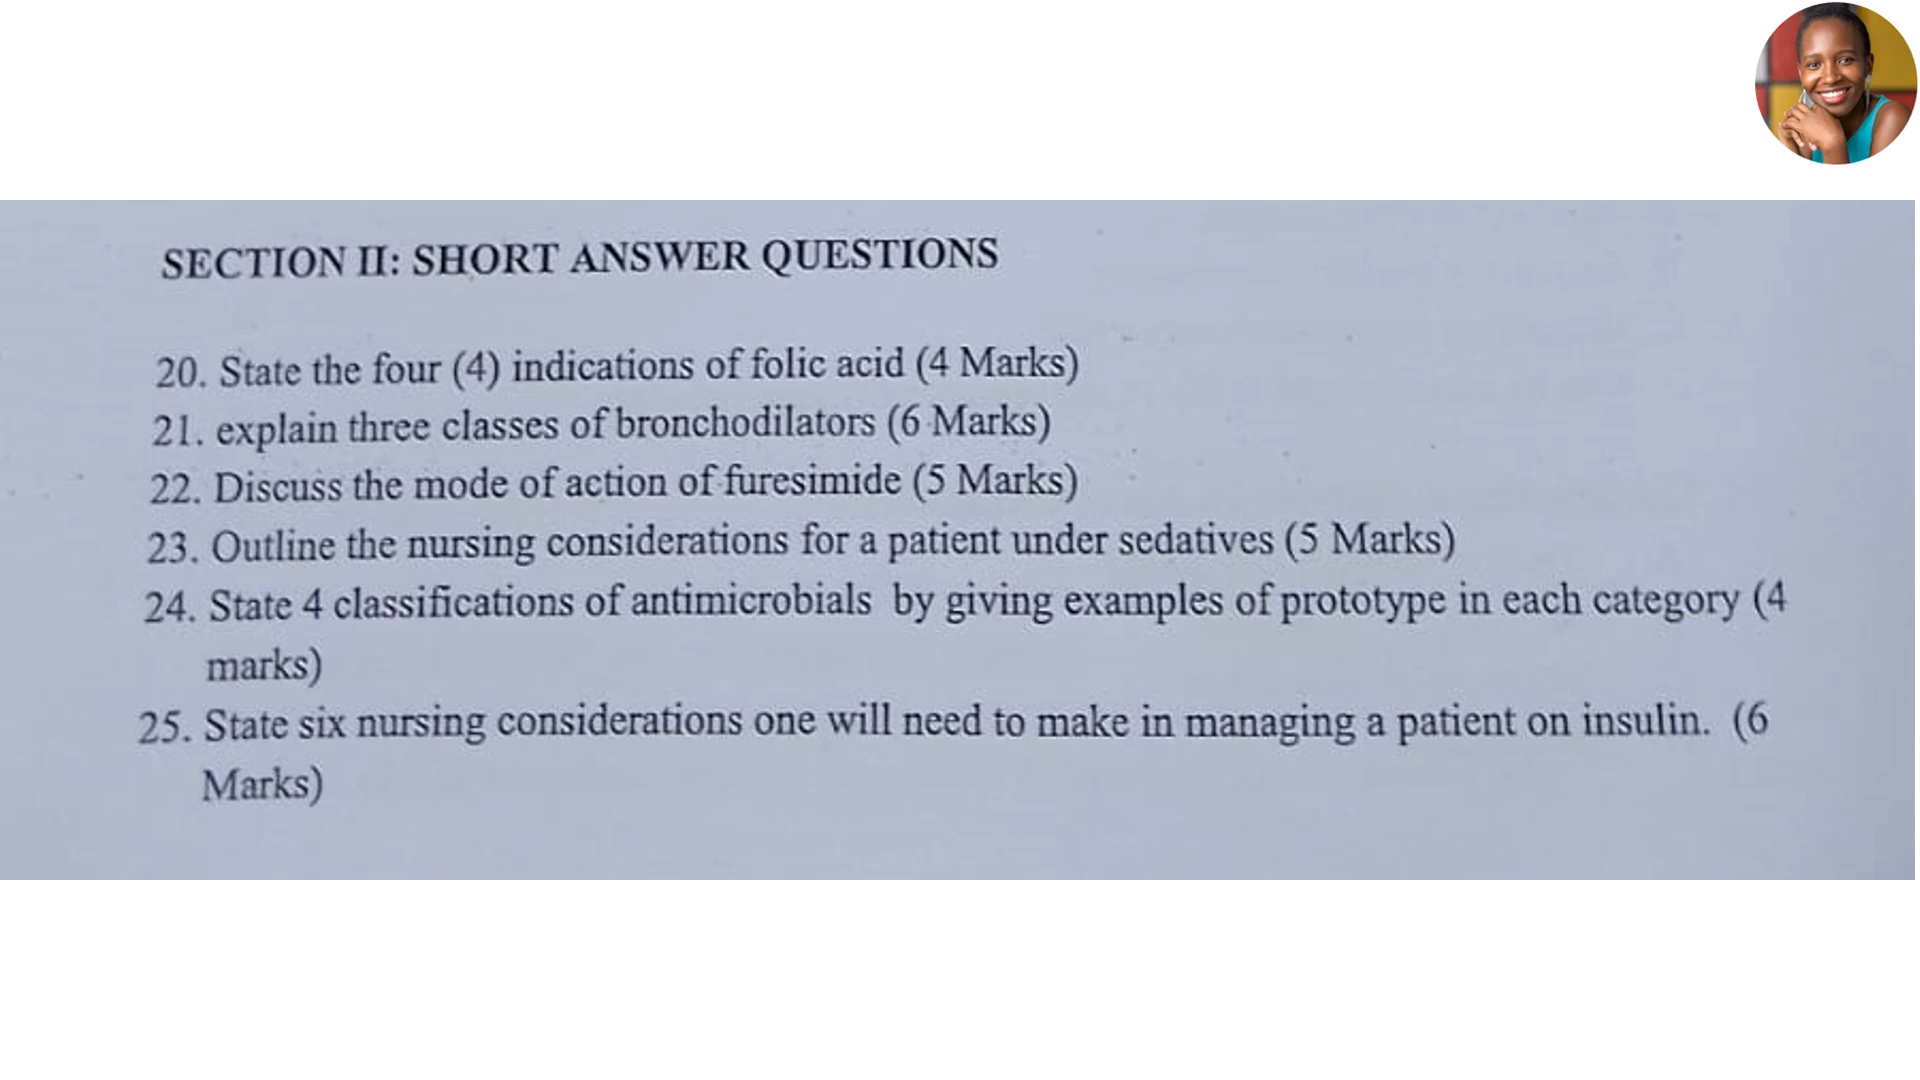 SECTION II: SHORT ANSWER QUESTIONS
20. State the four (4) indications of folic acid (4 Marks)
21. explain three classes of bronchodilators (6 Marks)
22. Discuss the mode of action of furesimide (5 Marks)
23. Outline the nursing considerations for a patient under sedatives (5 Marks)
24. State 4 classifications of antimicrobials by giving examples of prototype in each category (4
marks)
25. State six nursing considerations one will need to make in managing a patient on insulin. (6
Marks)